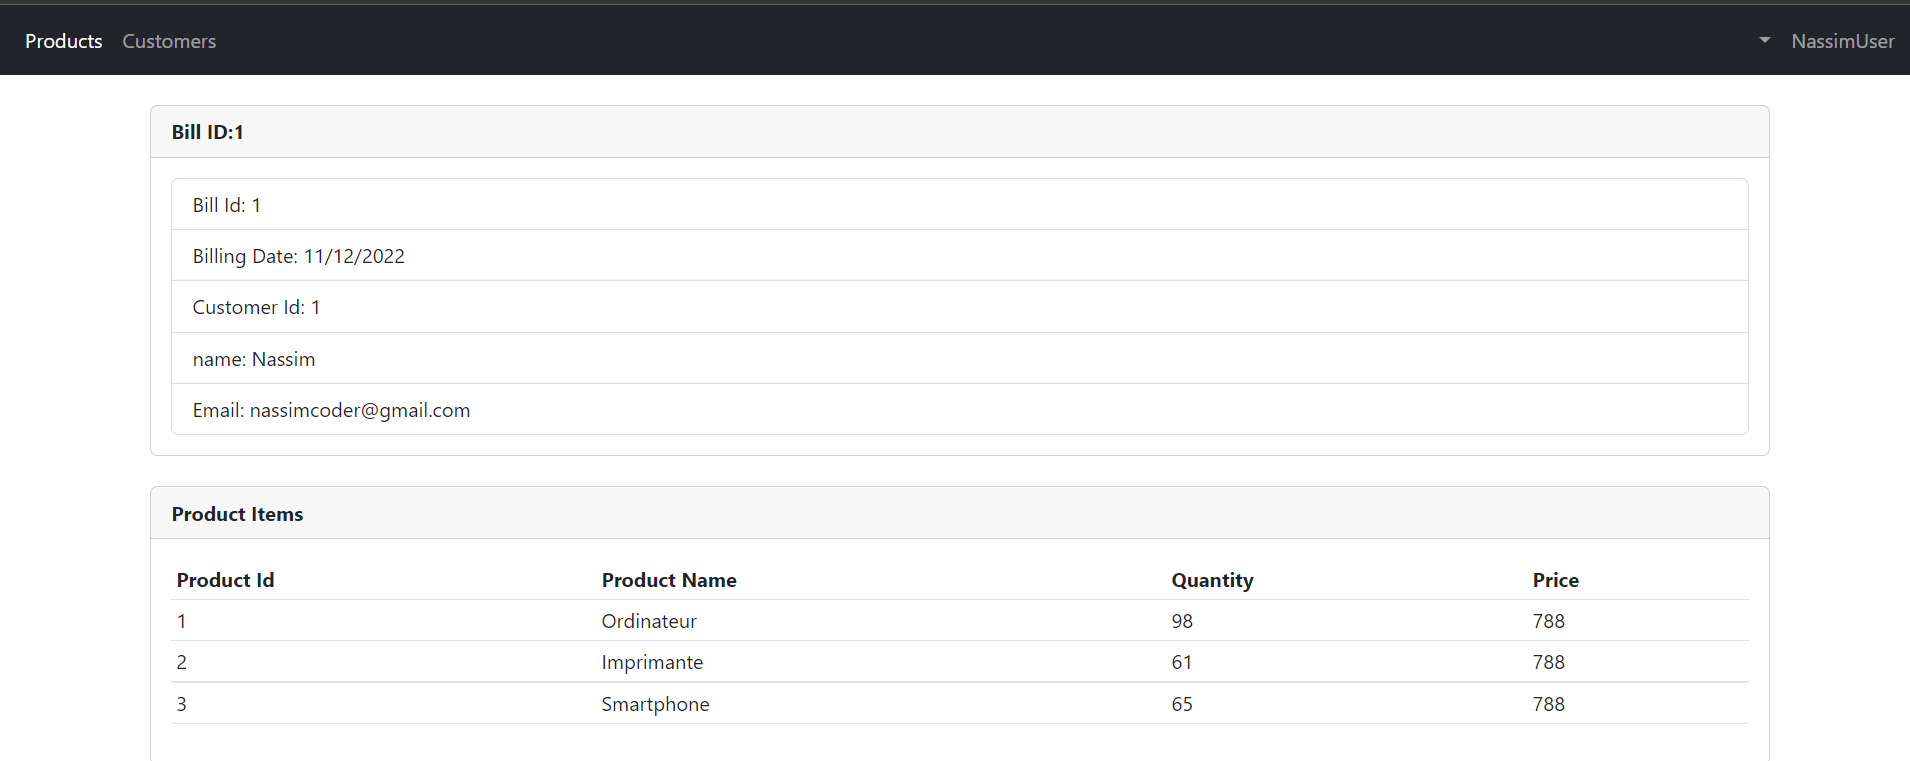 Products Customers NassimUser
Bill ID:1
Bill Id: 1
Billing Date: 11/12/2022
Customer Id: 1
name: Nassim
Email: nassimcoder@gmail.com
Product Items
Product Id Product Name Quantity Price
1 Ordinateur 98 788
2 Imprimante 61 788
3 Smartphone 65 788